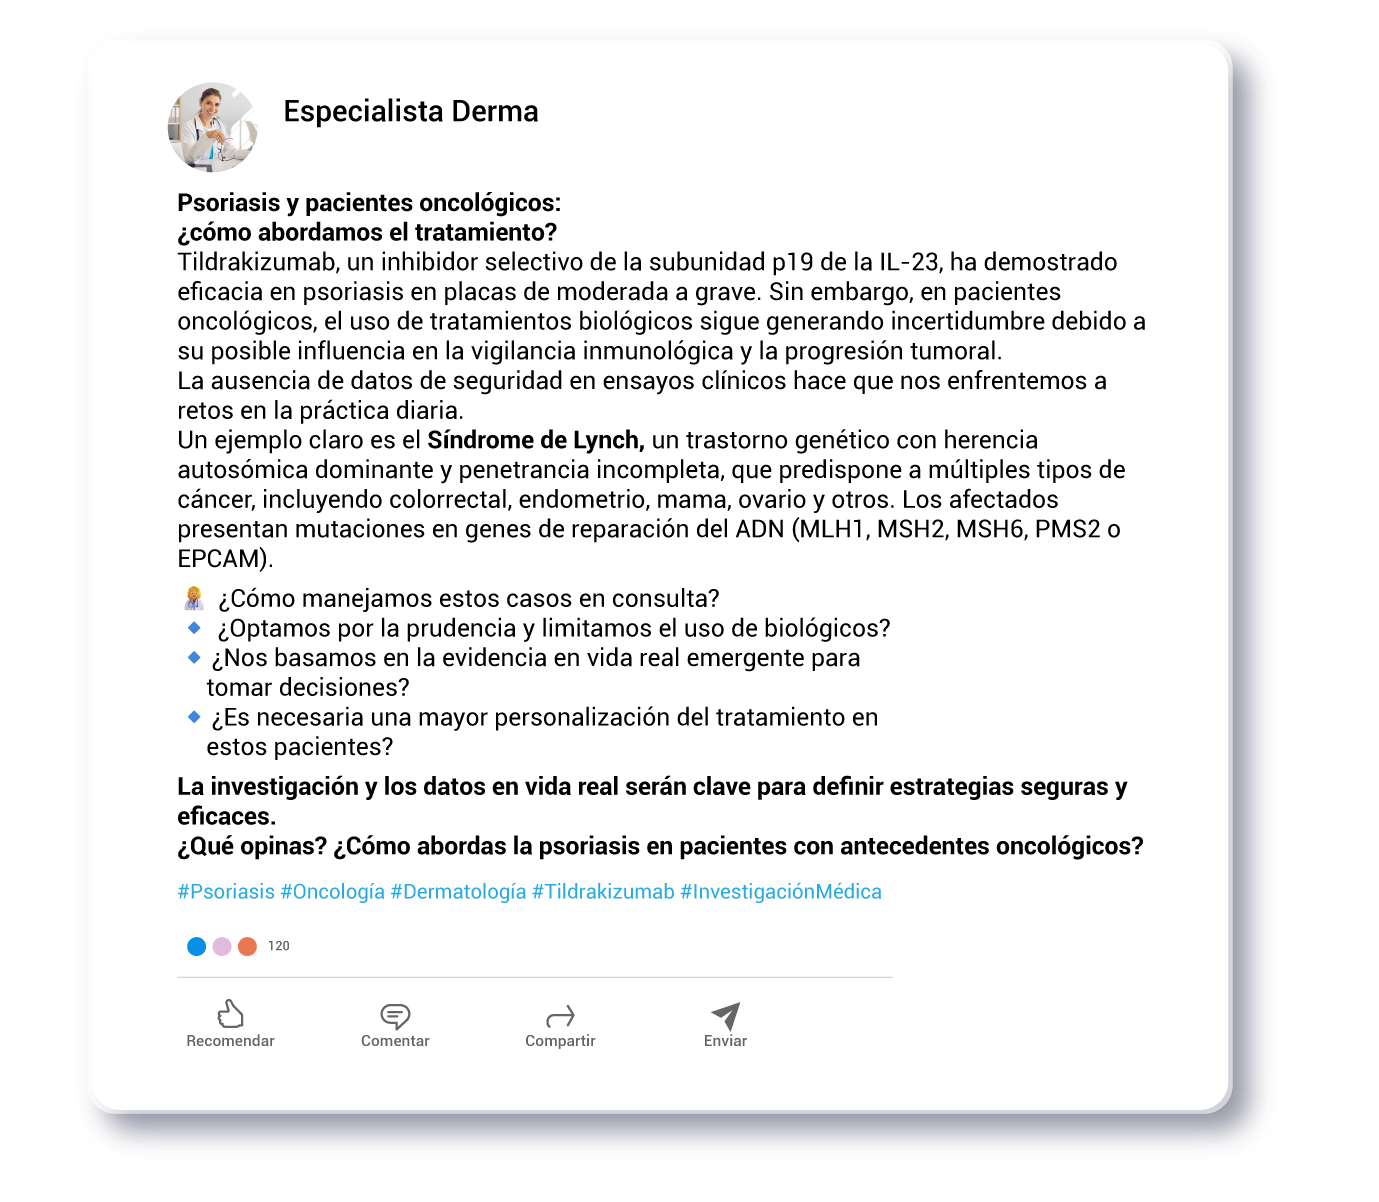 Especialista Derma
Psoriasis y pacientes oncológicos:
¿cómo abordamos el tratamiento?
Tildrakizumab, un inhibidor selectivo de la subunidad p19 de la IL-23, ha demostrado
eficacia en psoriasis en placas de moderada a grave. Sin embargo, en pacientes
oncológicos, el uso de tratamientos biológicos sigue generando incertidumbre debido a
su posible influencia en la vigilancia inmunológica y la progresión tumoral.
La ausencia de datos de seguridad en ensayos clínicos hace que nos enfrentemos a
retos en la práctica diaria.
Un ejemplo claro es el Síndrome de Lynch, un trastorno genético con herencia
autosómica dominante y penetrancia incompleta, que predispone a múltiples tipos de
cáncer, incluyendo colorrectal, endometrio, mama, ovario y otros. Los afectados
presentan mutaciones en genes de reparación del ADN (MLH1, MSH2, MSH6, PMS2 o
EPCAM).
¿Cómo manejamos estos casos en consulta?
¿Optamos por la prudencia y limitamos el uso de biológicos?
¿Nos basamos en la evidencia en vida real emergente para
tomar decisiones?
¿Es necesaria una mayor personalización del tratamiento en
estos pacientes?
La investigación y los datos en vida real serán clave para definir estrategias seguras y
eficaces.
¿Qué opinas? ¿Cómo abordas la psoriasis en pacientes con antecedentes oncológicos?
#Psoriasis #Oncología #Dermatología #Tildrakizumab #InvestigaciónMédica
120
Recomendar Comentar Compartir Enviar